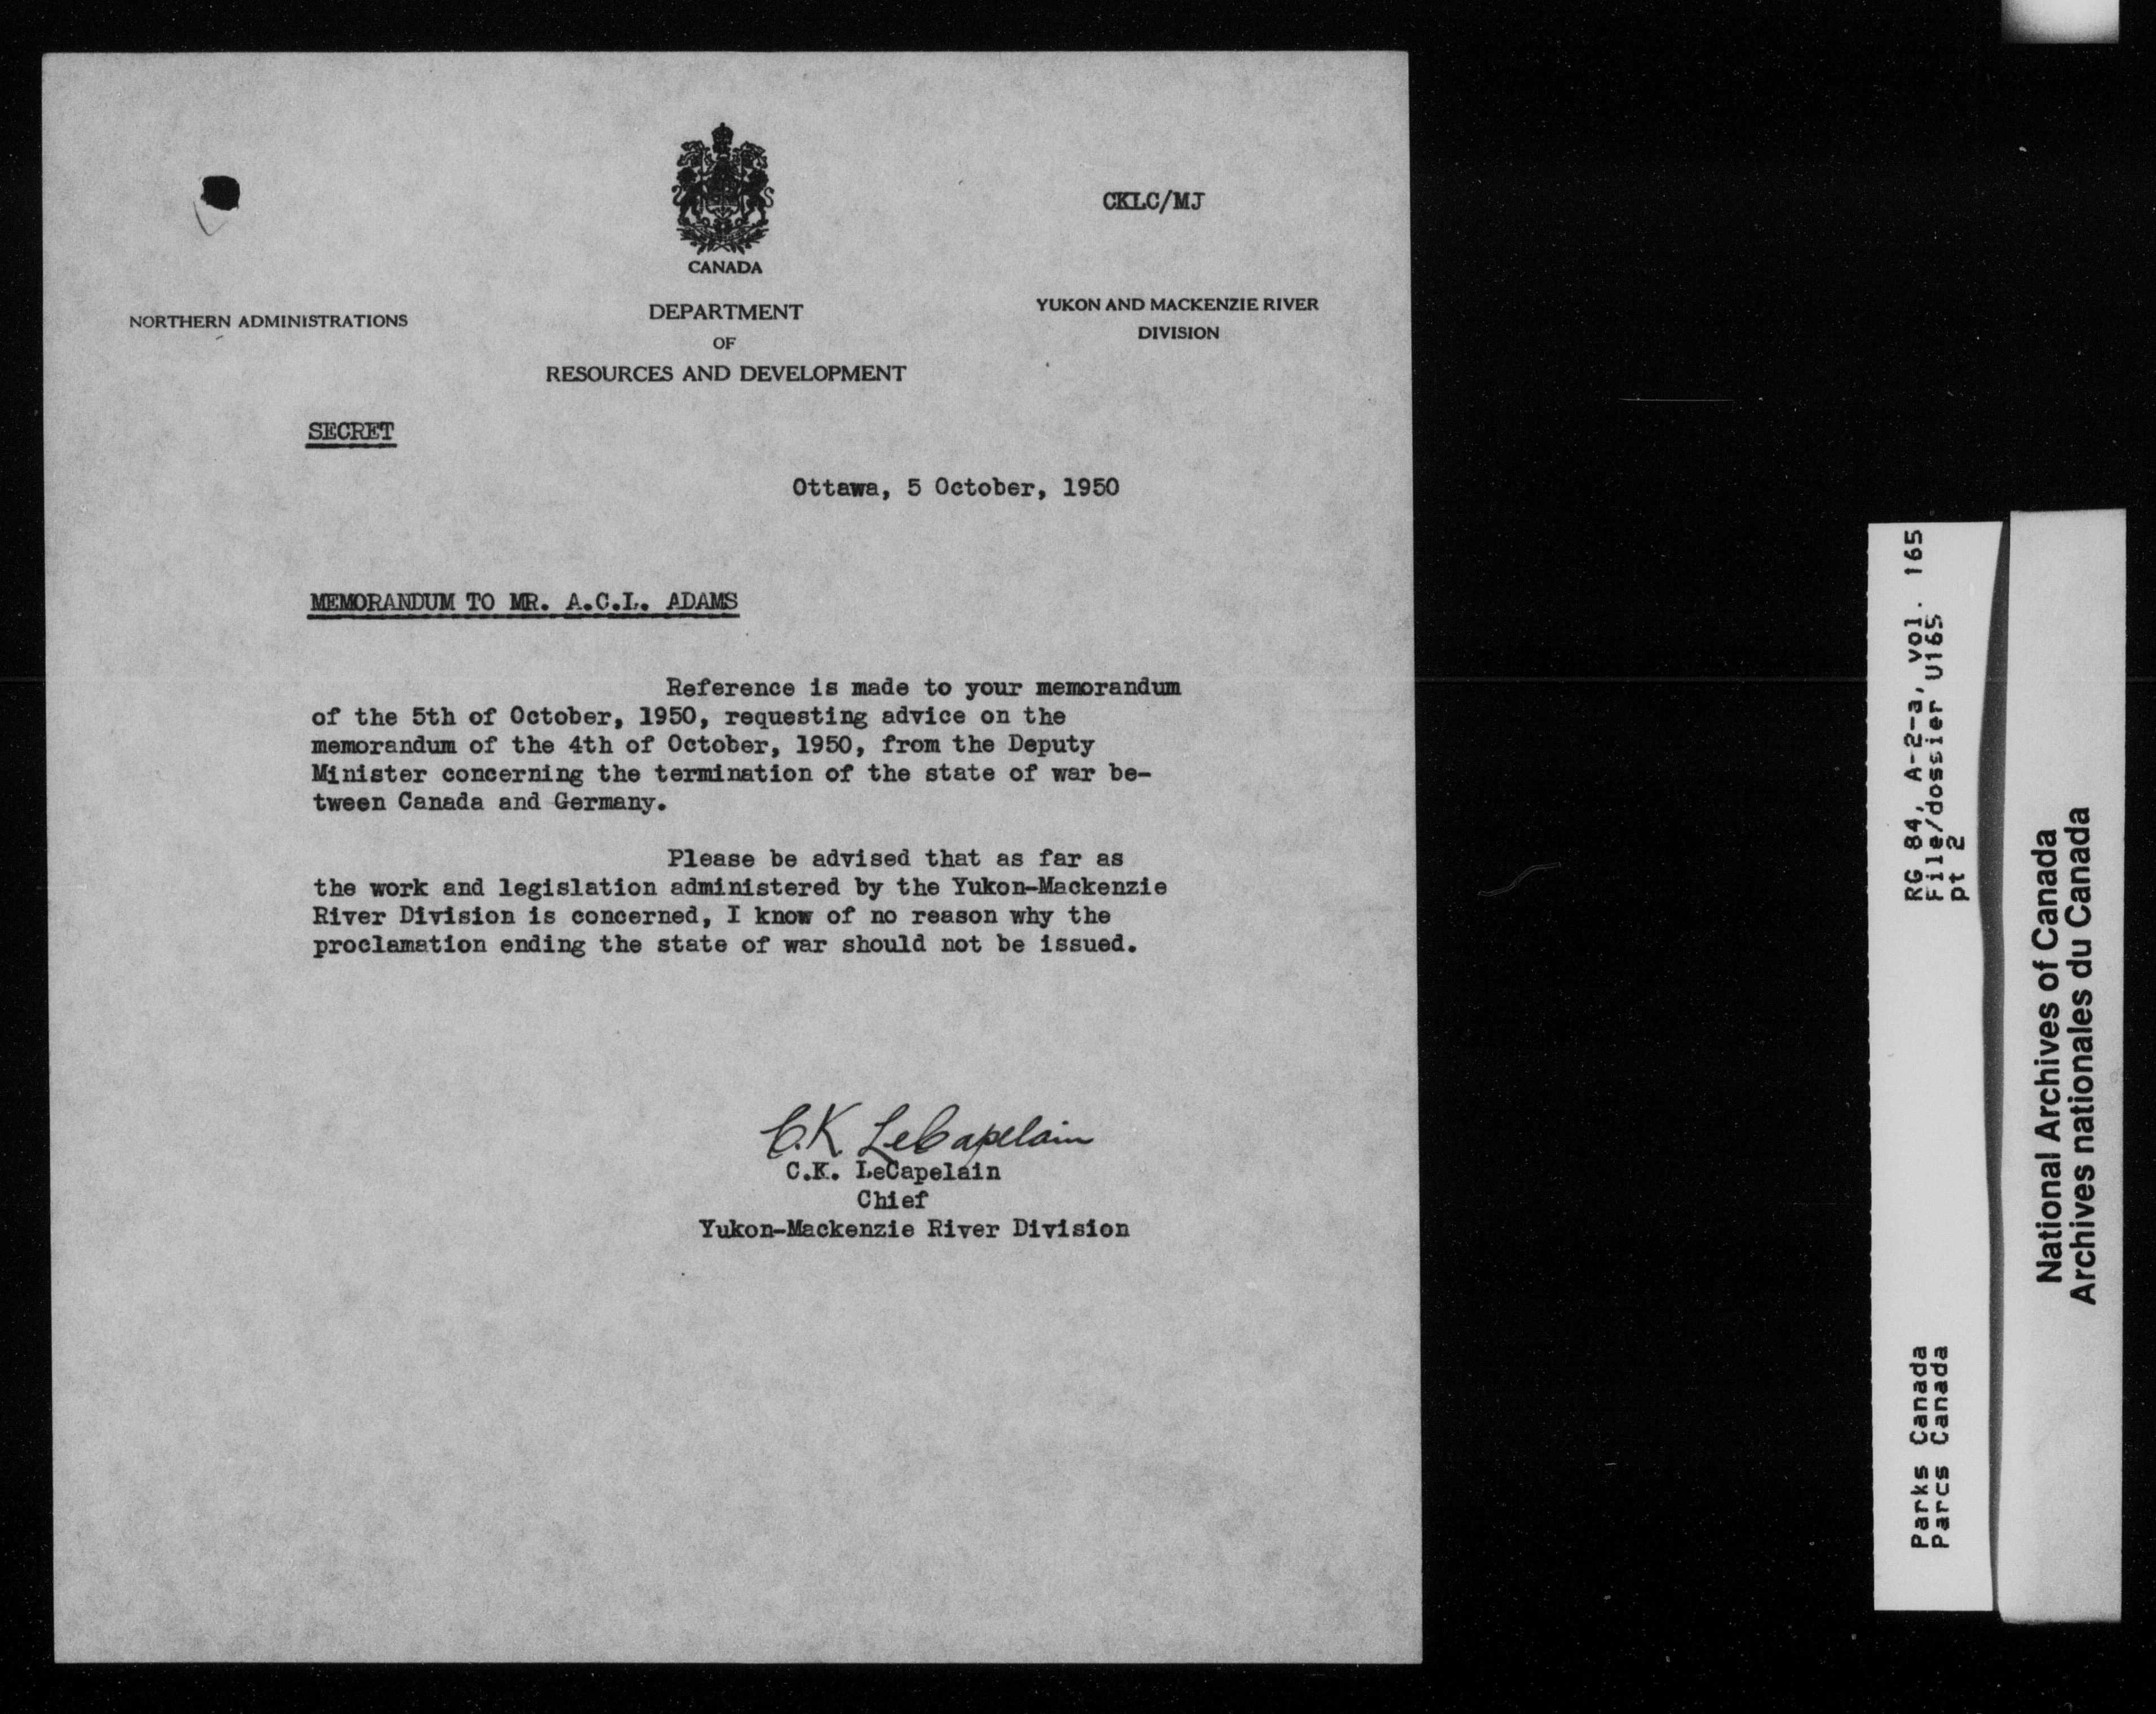 CKLC/MJ
CANADA
NORTHERN ADMINISTRATIONS
DEPARTMENT
OF
RESOURCES AND DEVELOPMENT
YUKON AND MACKENZIE RIVER
DIVISION
SECRET
Ottawa, 5 October, 1950
MEMORANDUM TO MR. A.C.L. ADAMS
Reference is made to your memorandum
of the 5th of October, 1950, requesting advice on the
memorandum of the 4th of October, 1950, from the Deputy
Minister concerning the termination of the state of war be-
tween Canada and Germany.
Please be advised that as far as
the work and legislation administered by the Yukon-Mackenzie
River Division is concerned, I know of no reason why the
proclamation ending the state of war should not be issued.
C.K LeCapelain
C.K. LeCapelain
Chief
Yukon-Mackenzie River Division
RG 84, A-2-a, vol. 165
File/dossier U165
pt 2
Parks Canada
Parcs Canada
National Archives of Canada
Archives nationales du Canada